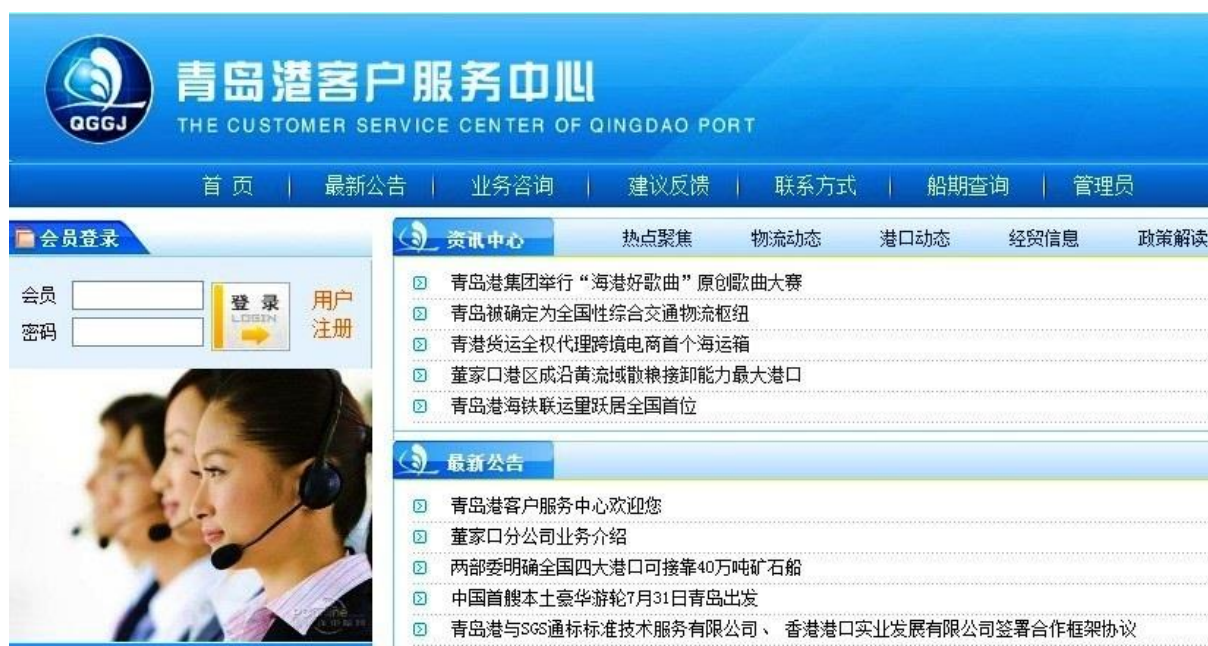 青岛港客户服务中心
QGGJ
THE CUSTOMER SERVICE CENTER OF QINGDAO PORT
首 页 | 最新公告 | 业务咨询 | 建议反馈 | 联系方式 | 船期查询 | 管理员
会员登录
会员
密码
登 录
LOGIN
用户
注册
资讯中心 热点聚焦 物流动态 港口动态 经贸信息 政策解读
青岛港集团举行“海港好歌曲”原创歌曲大赛
青岛被确定为全国性综合交通物流枢纽
青港货运全权代理跨境电商首个海运箱
董家口港区成沿黄流域散粮接卸能力最大港口
青岛港海铁联运量跃居全国首位
最新公告
青岛港客户服务中心欢迎您
董家口分公司业务介绍
两部委明确全国四大港口可接靠40万吨矿石船
中国首艘本土豪华游轮7月31日青岛出发
青岛港与SGS通标标准技术服务有限公司、 香港港口实业发展有限公司签署合作框架协议